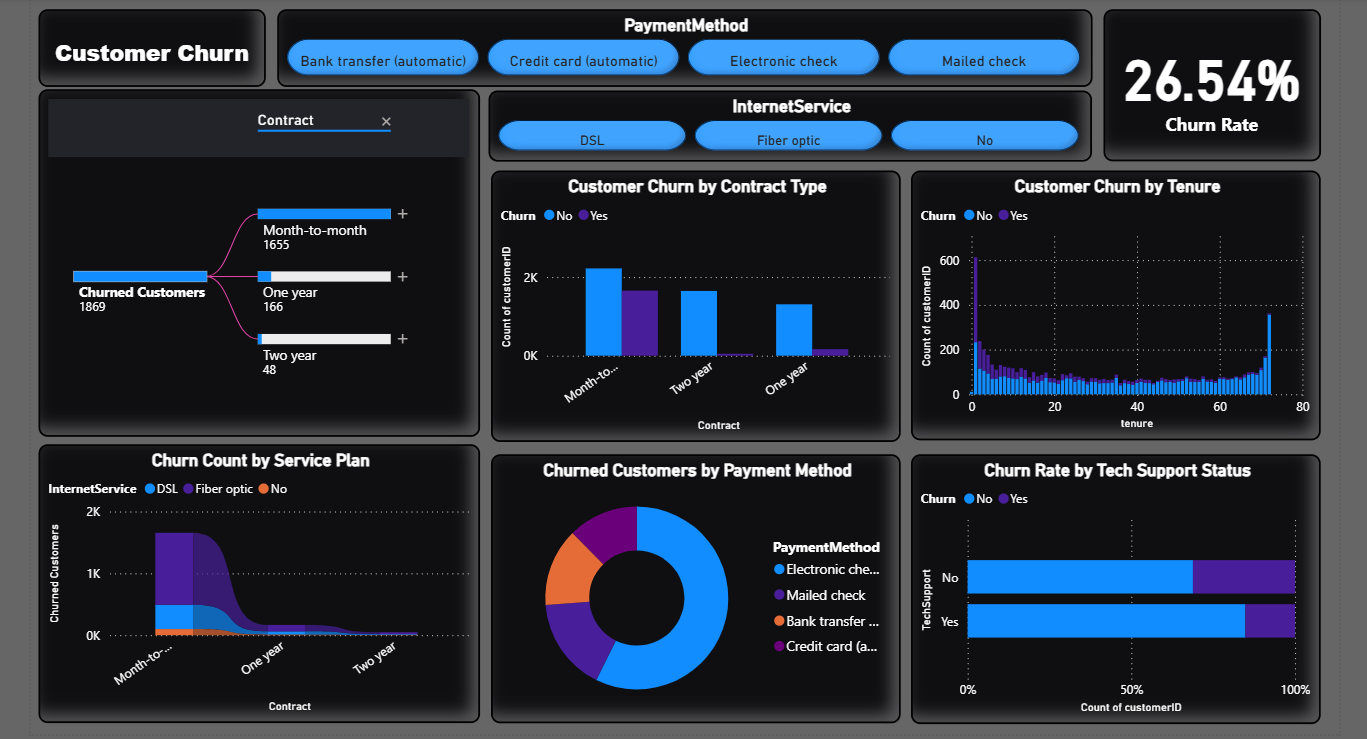 Customer Churn
PaymentMethod
Bank transfer (automatic)
Credit card (automatic)
Electronic check
Mailed check
26.54%
Churn Rate
InternetService
DSL
Fiber optic
No
Contract ×
Churned Customers
1869
Month-to-month
1655
One year
166
Two year
48
Customer Churn by Contract Type
Churn No Yes
Count of customerID
2K
0K
Month-to...
Two year
One year
Contract
Customer Churn by Tenure
Churn No Yes
Count of customerID
600
400
200
0
0 20 40 60 80
tenure
Churn Count by Service Plan
InternetService DSL Fiber optic No
Churned Customers
2K
1K
0K
Month-to-...
One year
Two year
Contract
Churned Customers by Payment Method
PaymentMethod
Electronic che...
Mailed check
Bank transfer ...
Credit card (a...
Churn Rate by Tech Support Status
Churn No Yes
TechSupport
No
Yes
0% 50% 100%
Count of customerID